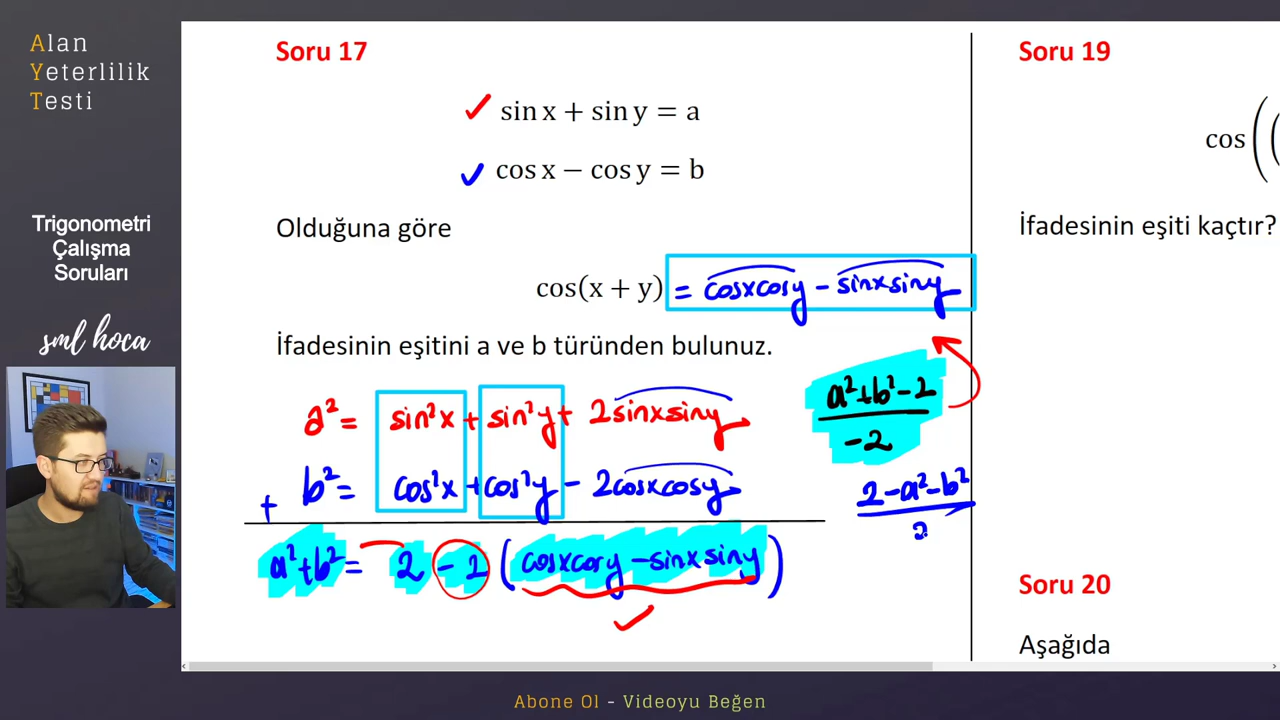 Alan
Yeterlilik
Testi
Trigonometri
Çalışma
Soruları
sml hoca
Soru 17
✓ sin x + sin y = a
✓ cos x − cos y = b
Olduğuna göre
cos(x + y) = cosxcosy − sinxsiny
İfadesinin eşitini a ve b türünden bulunuz.
a² = sin²x + sin²y + 2sinxsiny
+ b² = cos²x + cos²y − 2cosxcosy
a²+b² = 2 − 2 (cosxcosy − sinxsiny)
✓
a²+b²−2
−2
2−a²−b²
2
Soru 19
cos ((
İfadesinin eşiti kaçtır?
Soru 20
Aşağıda
Abone Ol - Videoyu Beğen